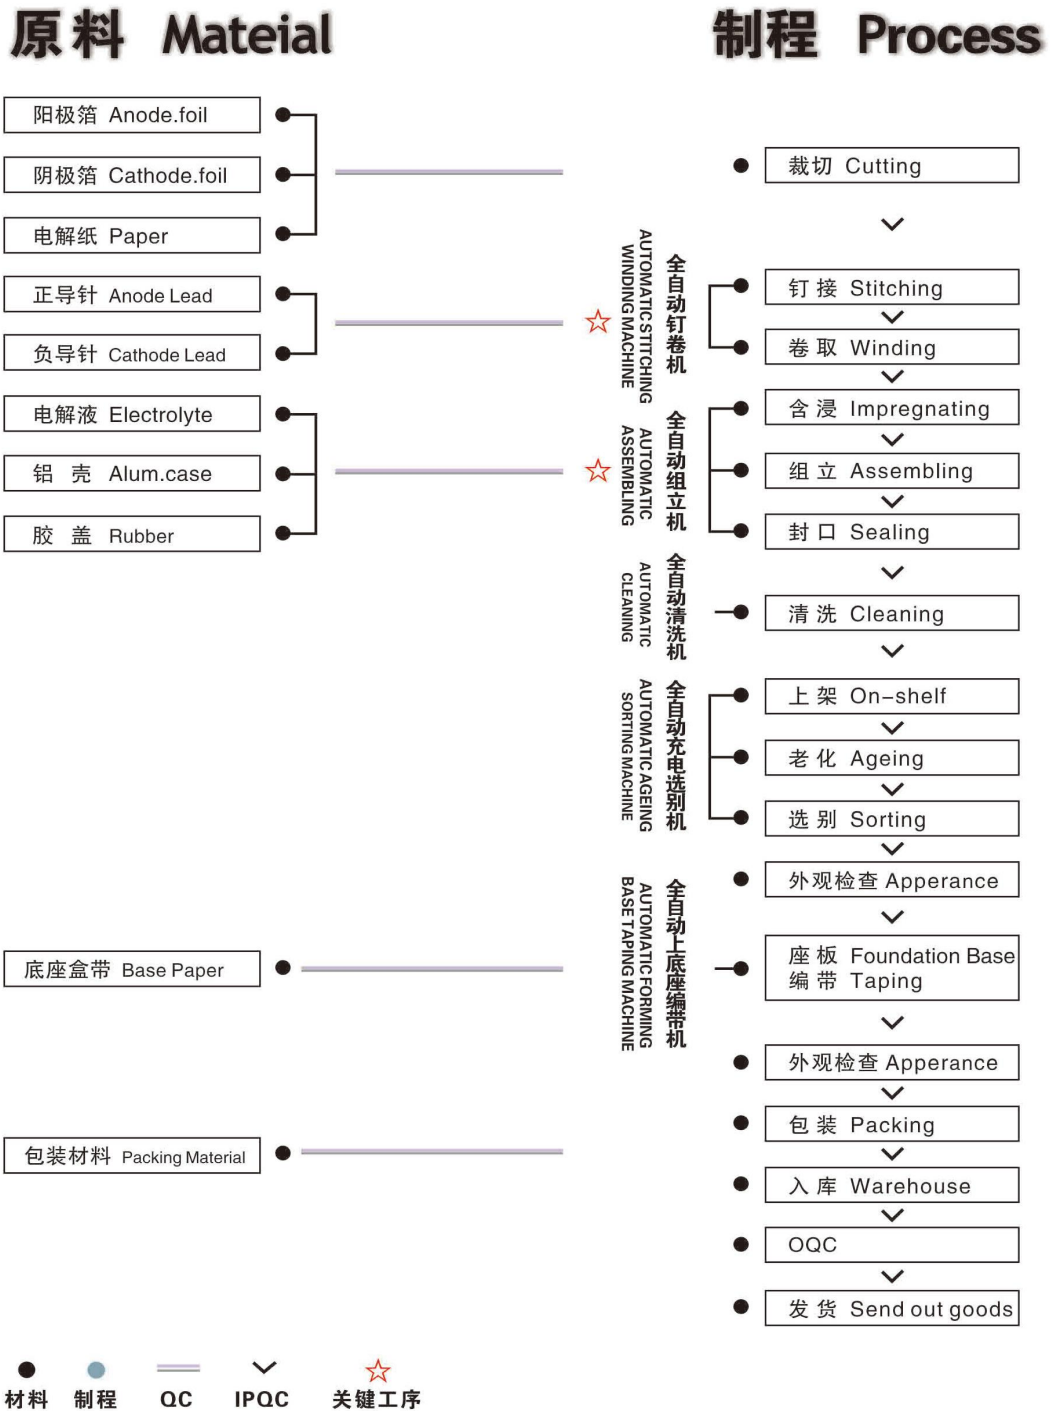 原料 Mateial
制程 Process
阳极箔 Anode.foil
阴极箔 Cathode.foil
电解纸 Paper
正导针 Anode Lead
负导针 Cathode Lead
电解液 Electrolyte
铝 壳 Alum.case
胶 盖 Rubber
底座盒带 Base Paper
包装材料 Packing Material
全自动钉卷机
AUTOMATIC STITCHING
WINDING MACHINE
全自动组立机
AUTOMATIC
ASSEMBLING
全自动清洗机
AUTOMATIC
CLEANING
全自动充电选别机
AUTOMATIC AGEING
SORTING MACHINE
全自动上底座编带机
AUTOMATIC FORMING
BASE TAPING MACHINE
裁切 Cutting
钉 接 Stitching
卷 取 Winding
含 浸 Impregnating
组 立 Assembling
封 口 Sealing
清 洗 Cleaning
上 架 On-shelf
老 化 Ageing
选 别 Sorting
外观检查 Apperance
座 板 Foundation Base
编 带 Taping
外观检查 Apperance
包 装 Packing
入 库 Warehouse
OQC
发 货 Send out goods
材料 制程 QC IPQC 关键工序